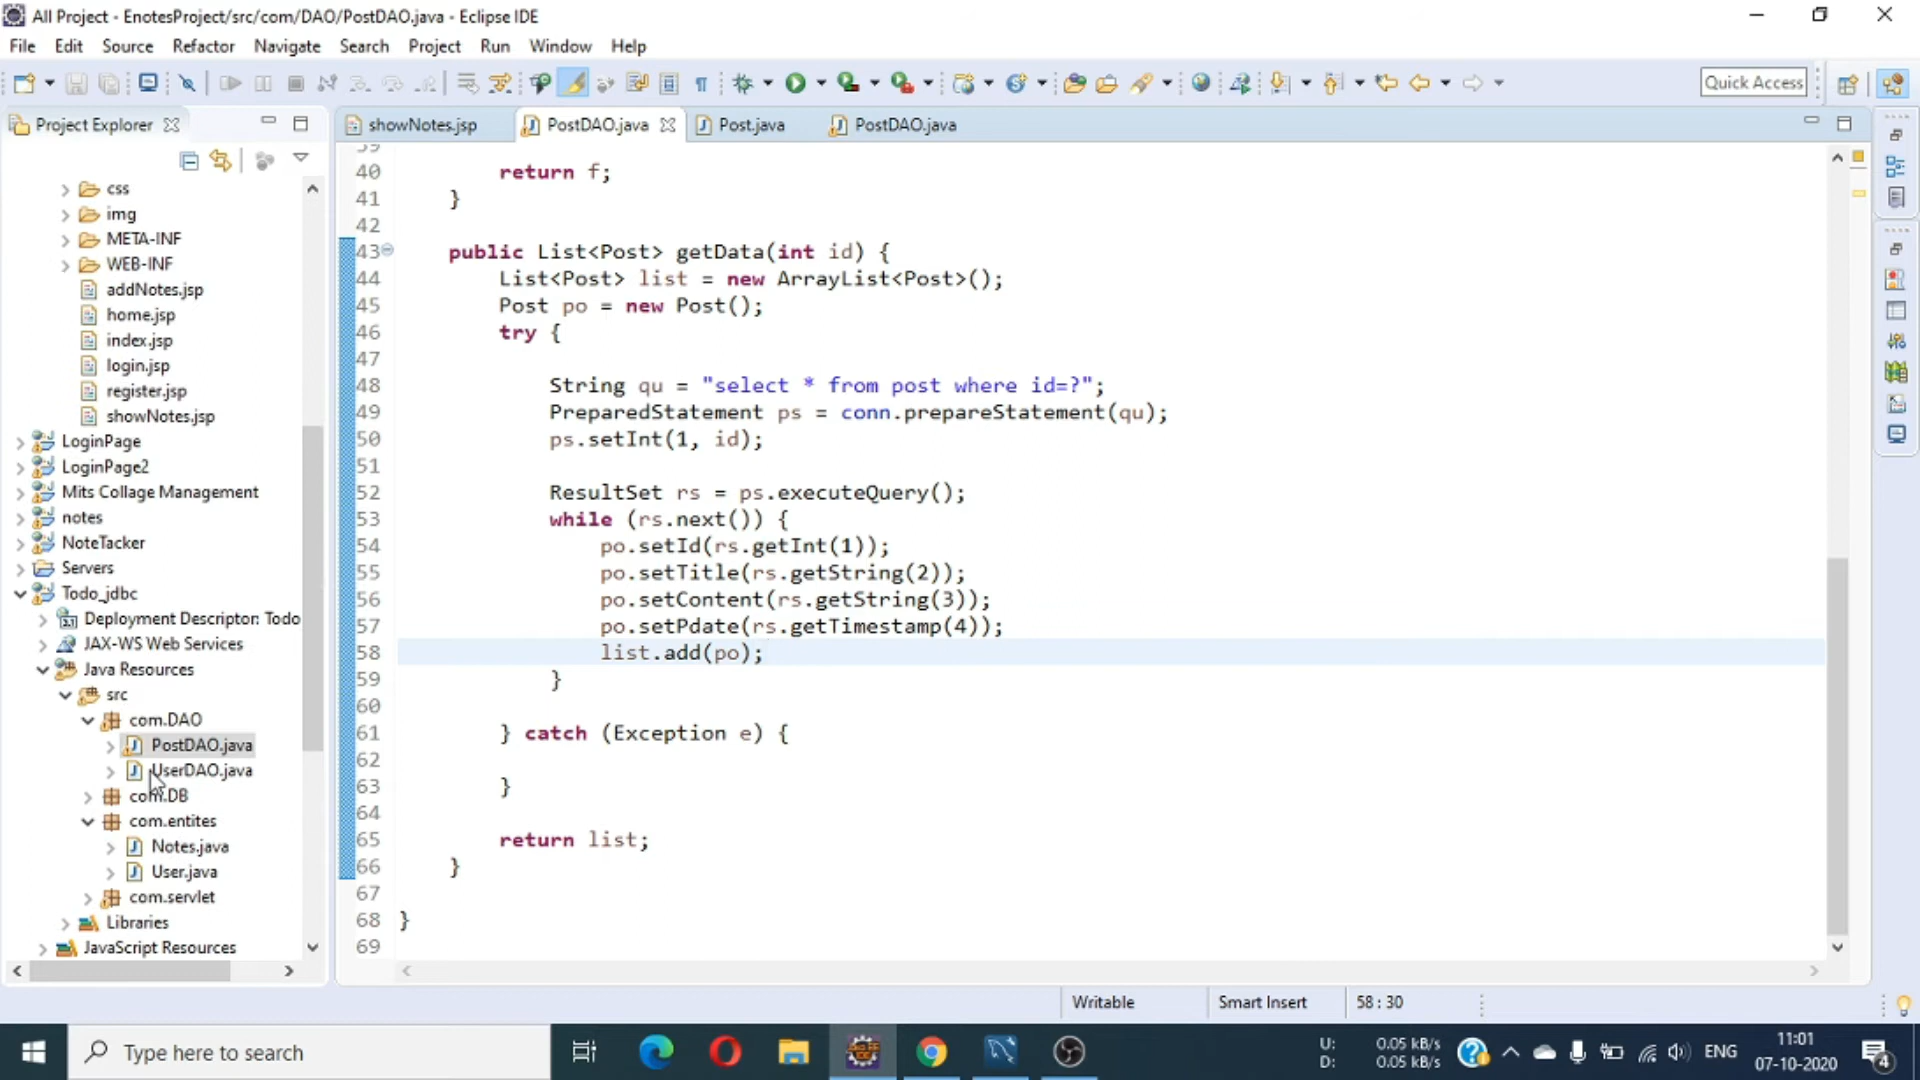 All Project - EnotesProject/src/com/DAO/PostDAO.java - Eclipse IDE
File Edit Source Refactor Navigate Search Project Run Window Help
Quick Access
Project Explorer
showNotes.jsp PostDAO.java Post.java PostDAO.java
css
img
META-INF
WEB-INF
addNotes.jsp
home.jsp
index.jsp
login.jsp
register.jsp
showNotes.jsp
LoginPage
LoginPage2
Mits Collage Management
notes
NoteTacker
Servers
Todo_jdbc
Deployment Descriptor: Todo
JAX-WS Web Services
Java Resources
src
com.DAO
PostDAO.java
UserDAO.java
com.DB
com.entites
Notes.java
User.java
com.servlet
Libraries
JavaScript Resources
39
40 return f;
41 }
42
43 public List<Post> getData(int id) {
44 List<Post> list = new ArrayList<Post>();
45 Post po = new Post();
46 try {
47
48 String qu = "select * from post where id=?";
49 PreparedStatement ps = conn.prepareStatement(qu);
50 ps.setInt(1, id);
51
52 ResultSet rs = ps.executeQuery();
53 while (rs.next()) {
54 po.setId(rs.getInt(1));
55 po.setTitle(rs.getString(2));
56 po.setContent(rs.getString(3));
57 po.setPdate(rs.getTimestamp(4));
58 list.add(po);
59 }
60
61 } catch (Exception e) {
62
63 }
64
65 return list;
66 }
67
68 }
69
Writable Smart Insert 58 : 30
Type here to search
U: 0.05 kB/s
D: 0.05 kB/s
ENG
11:01
07-10-2020
4